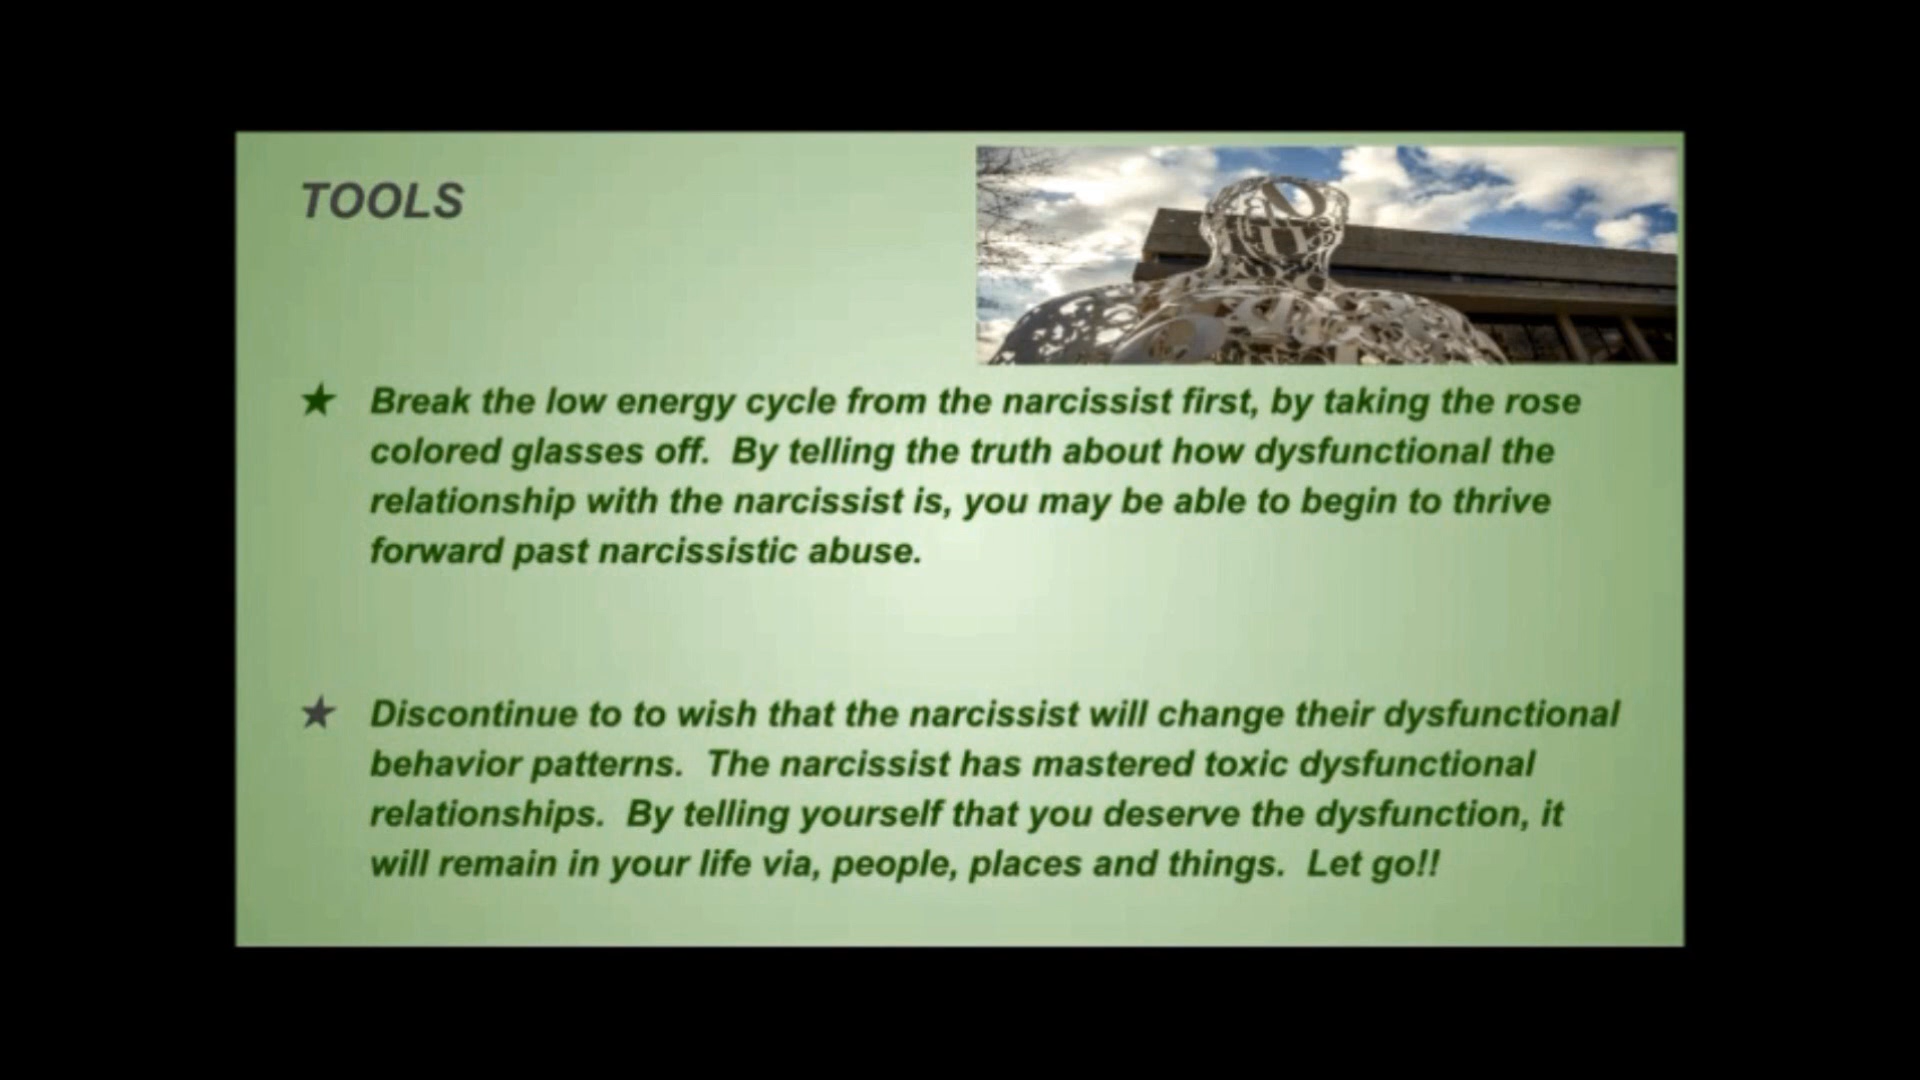 TOOLS
★ Break the low energy cycle from the narcissist first, by taking the rose
colored glasses off. By telling the truth about how dysfunctional the
relationship with the narcissist is, you may be able to begin to thrive
forward past narcissistic abuse.
★ Discontinue to to wish that the narcissist will change their dysfunctional
behavior patterns. The narcissist has mastered toxic dysfunctional
relationships. By telling yourself that you deserve the dysfunction, it
will remain in your life via, people, places and things. Let go!!